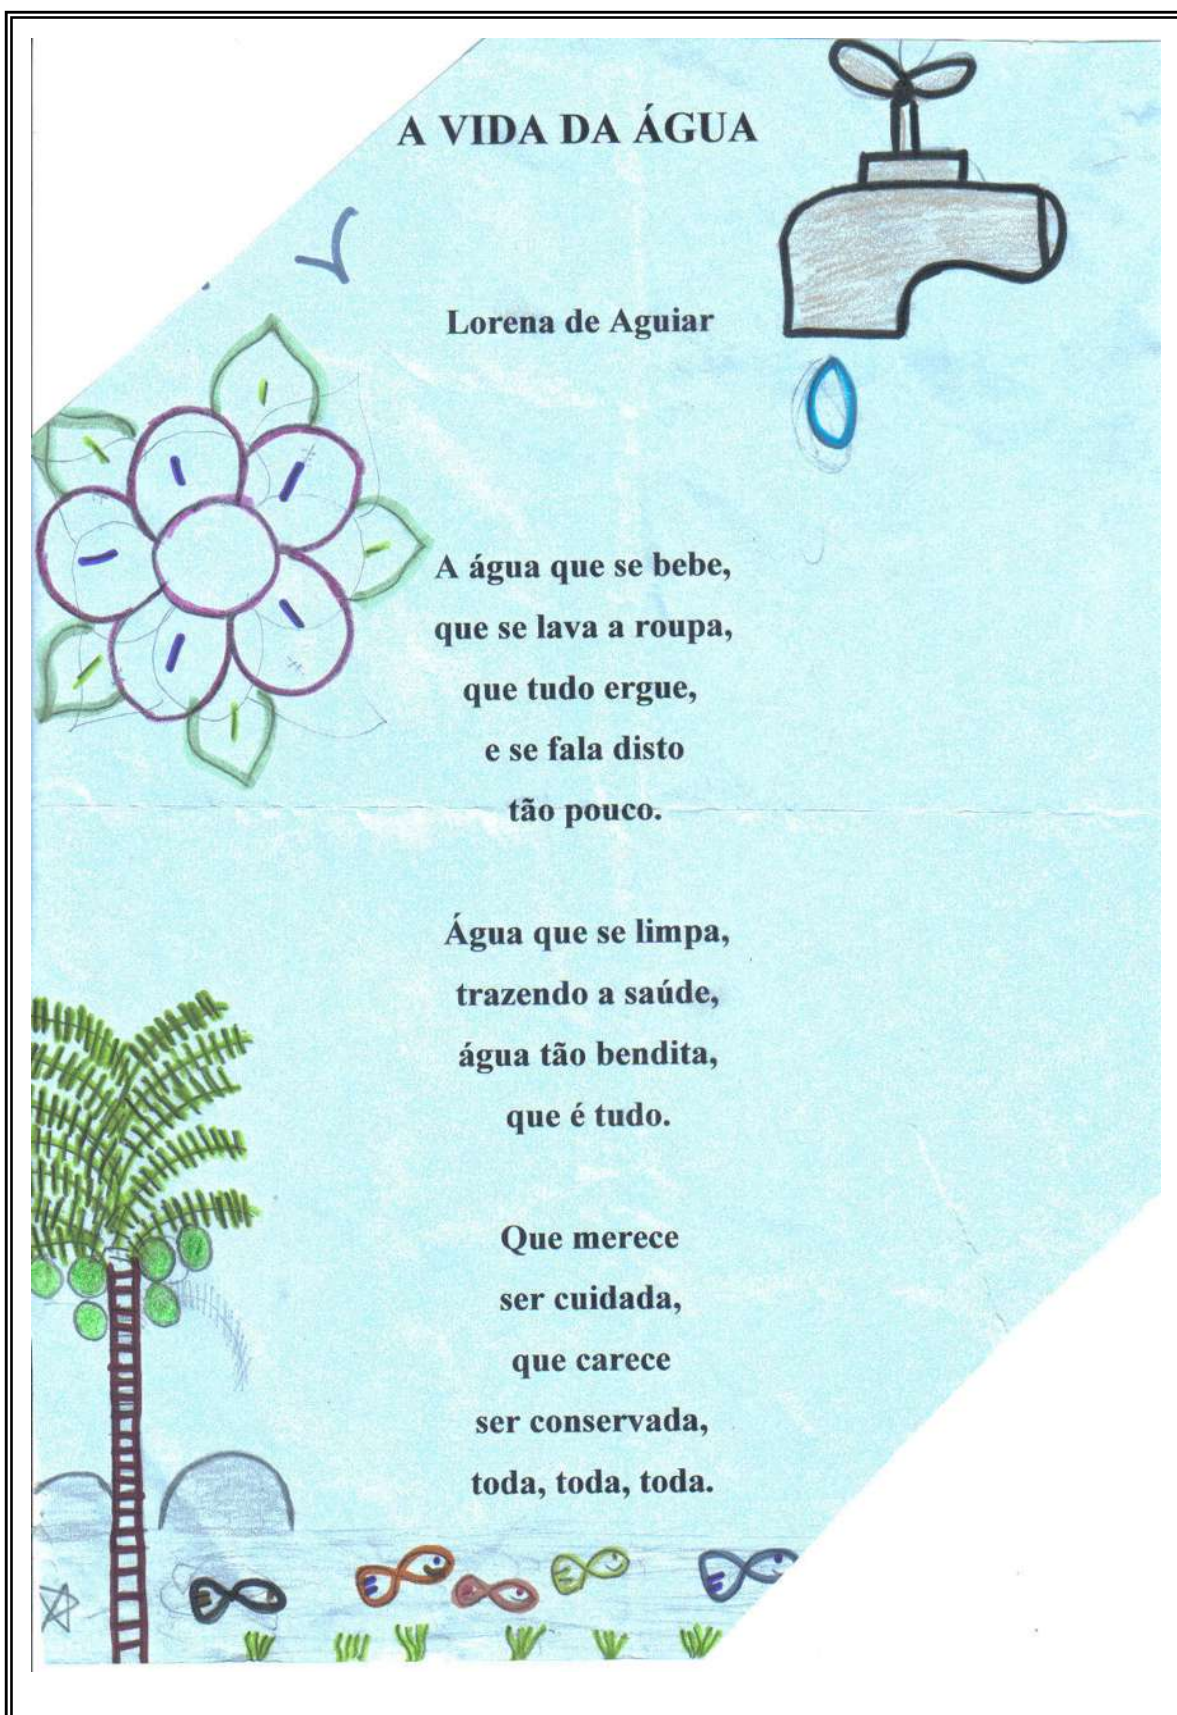 A VIDA DA ÁGUA
Lorena de Aguiar
A água que se bebe,
que se lava a roupa,
que tudo ergue,
e se fala disto
tão pouco.
Água que se limpa,
trazendo a saúde,
água tão bendita,
que é tudo.
Que merece
ser cuidada,
que carece
ser conservada,
toda, toda, toda.